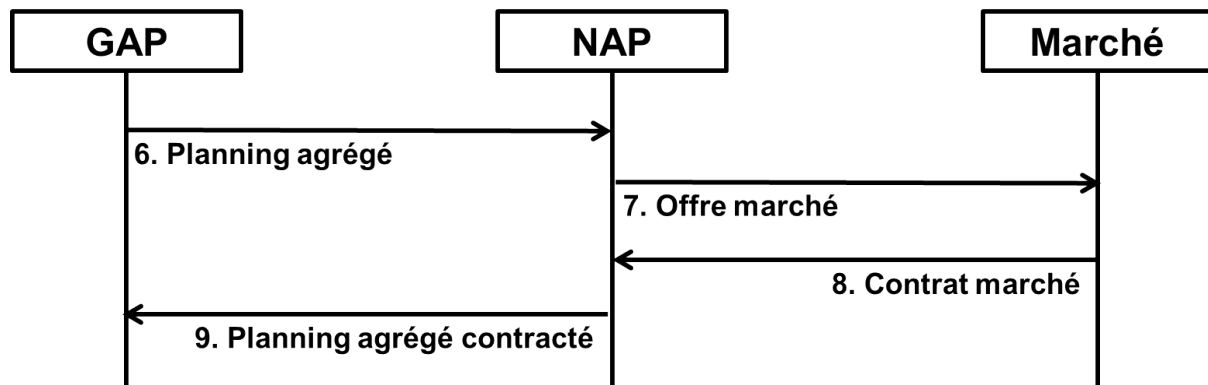 GAP
NAP
Marché
6. Planning agrégé
7. Offre marché
8. Contrat marché
9. Planning agrégé contracté